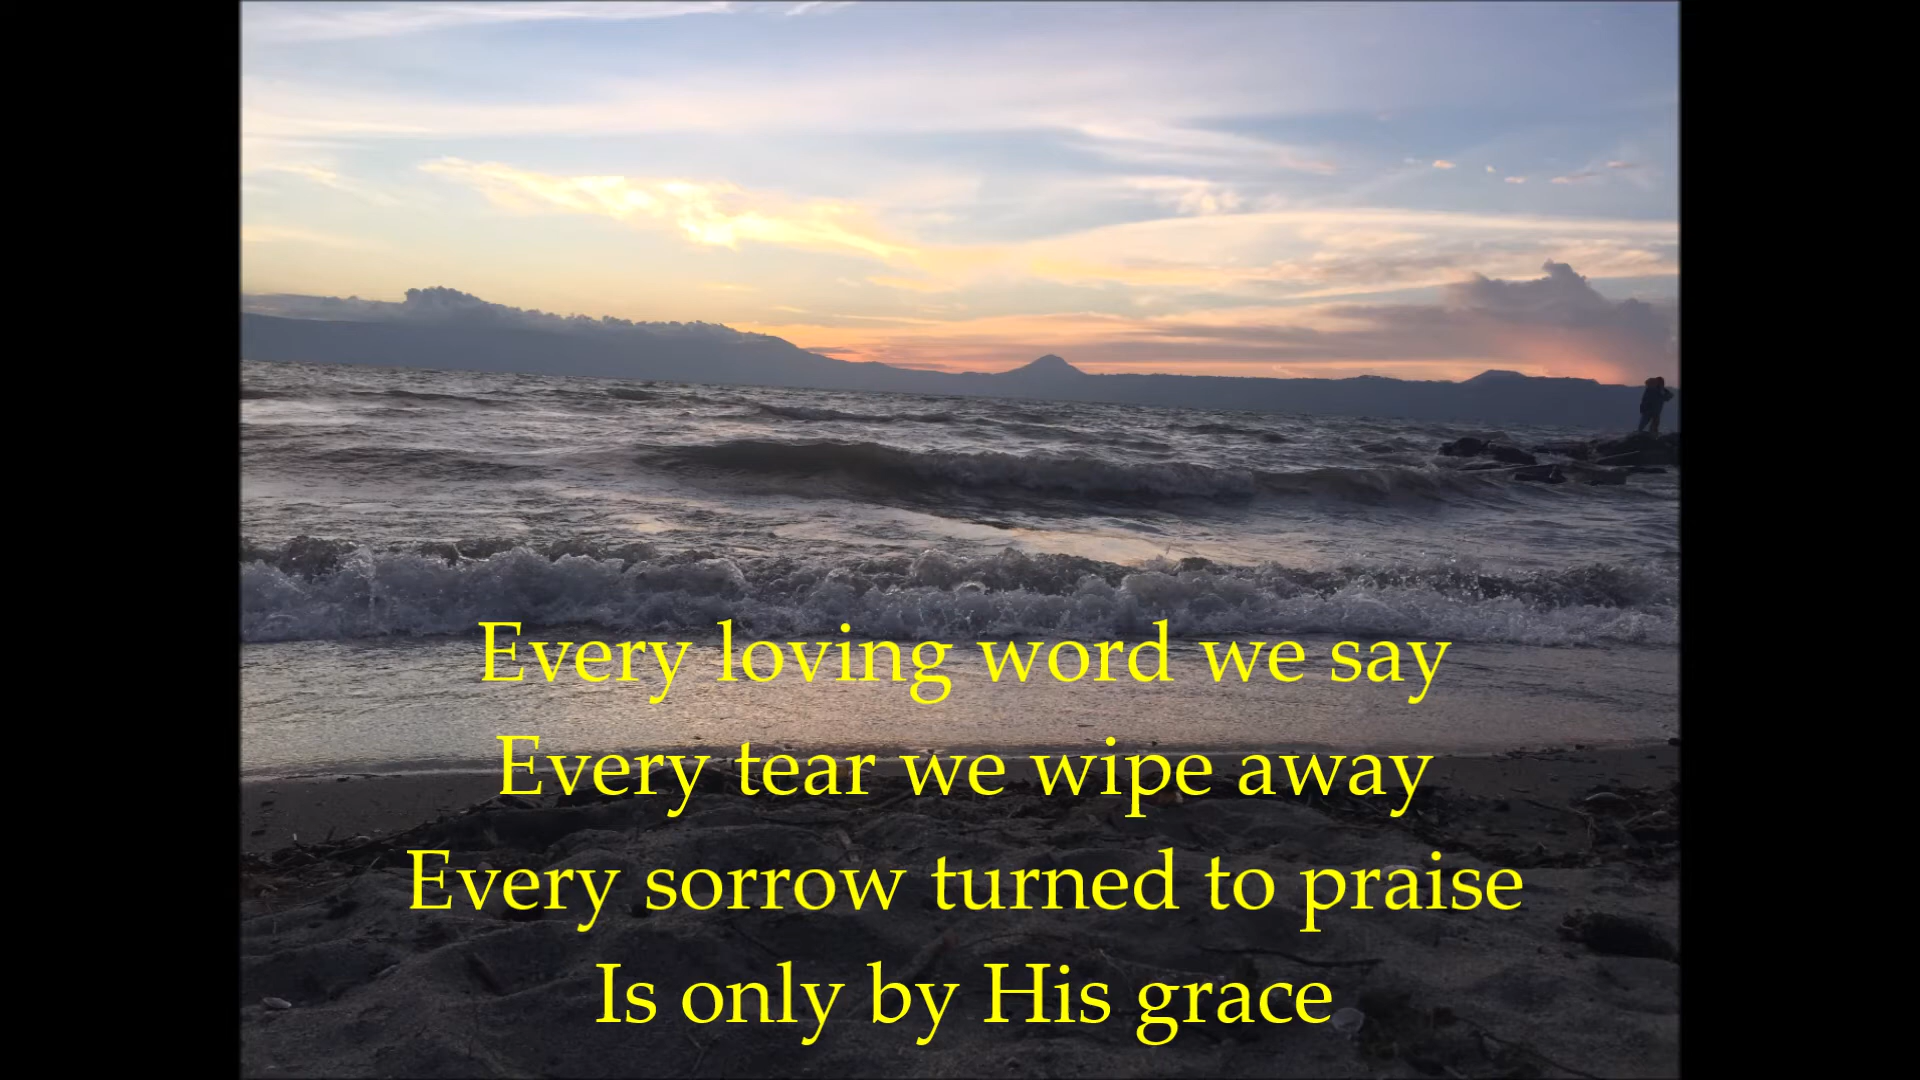 Every loving word we say
Every tear we wipe away
Every sorrow turned to praise
Is only by His grace